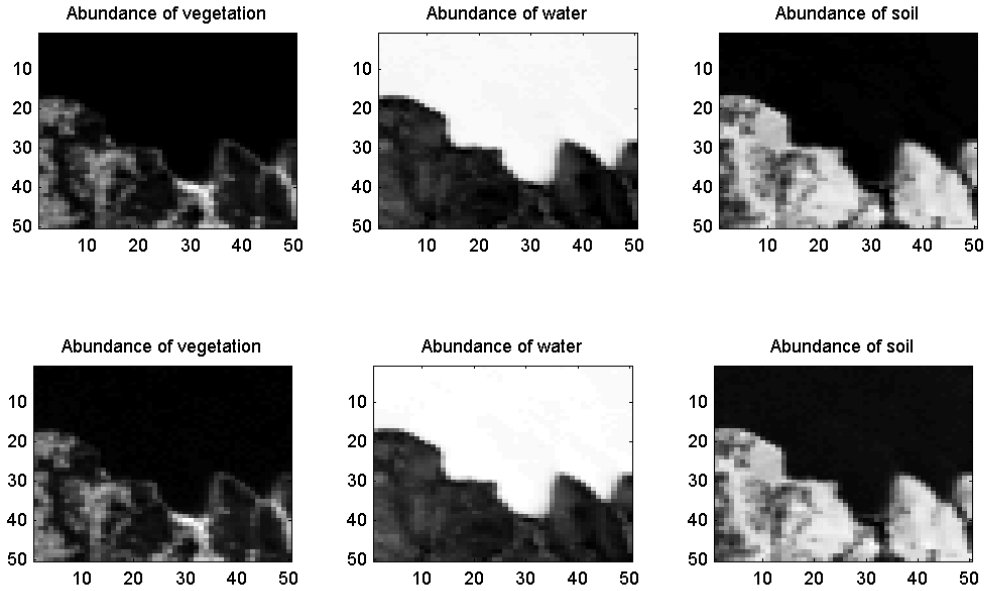 Abundance of vegetation
Abundance of water
Abundance of soil
10 10 10
20 20 20
30 30 30
40 40 40
50 50 50
10 20 30 40 50 10 20 30 40 50 10 20 30 40 50
Abundance of vegetation
Abundance of water
Abundance of soil
10 10 10
20 20 20
30 30 30
40 40 40
50 50 50
10 20 30 40 50 10 20 30 40 50 10 20 30 40 50